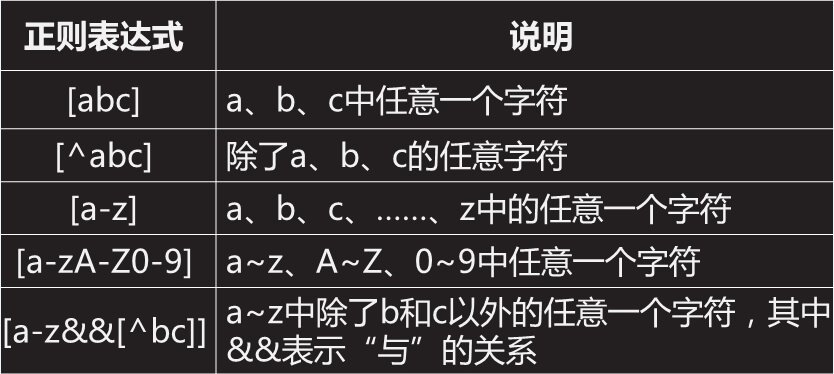 正则表达式 说明
[abc] a、b、c中任意一个字符
[^abc] 除了a、b、c的任意字符
[a-z] a、b、c、……、z中的任意一个字符
[a-zA-Z0-9] a~z、A~Z、0~9中任意一个字符
[a-z&&[^bc]] a~z中除了b和c以外的任意一个字符，其中
&&表示“与”的关系